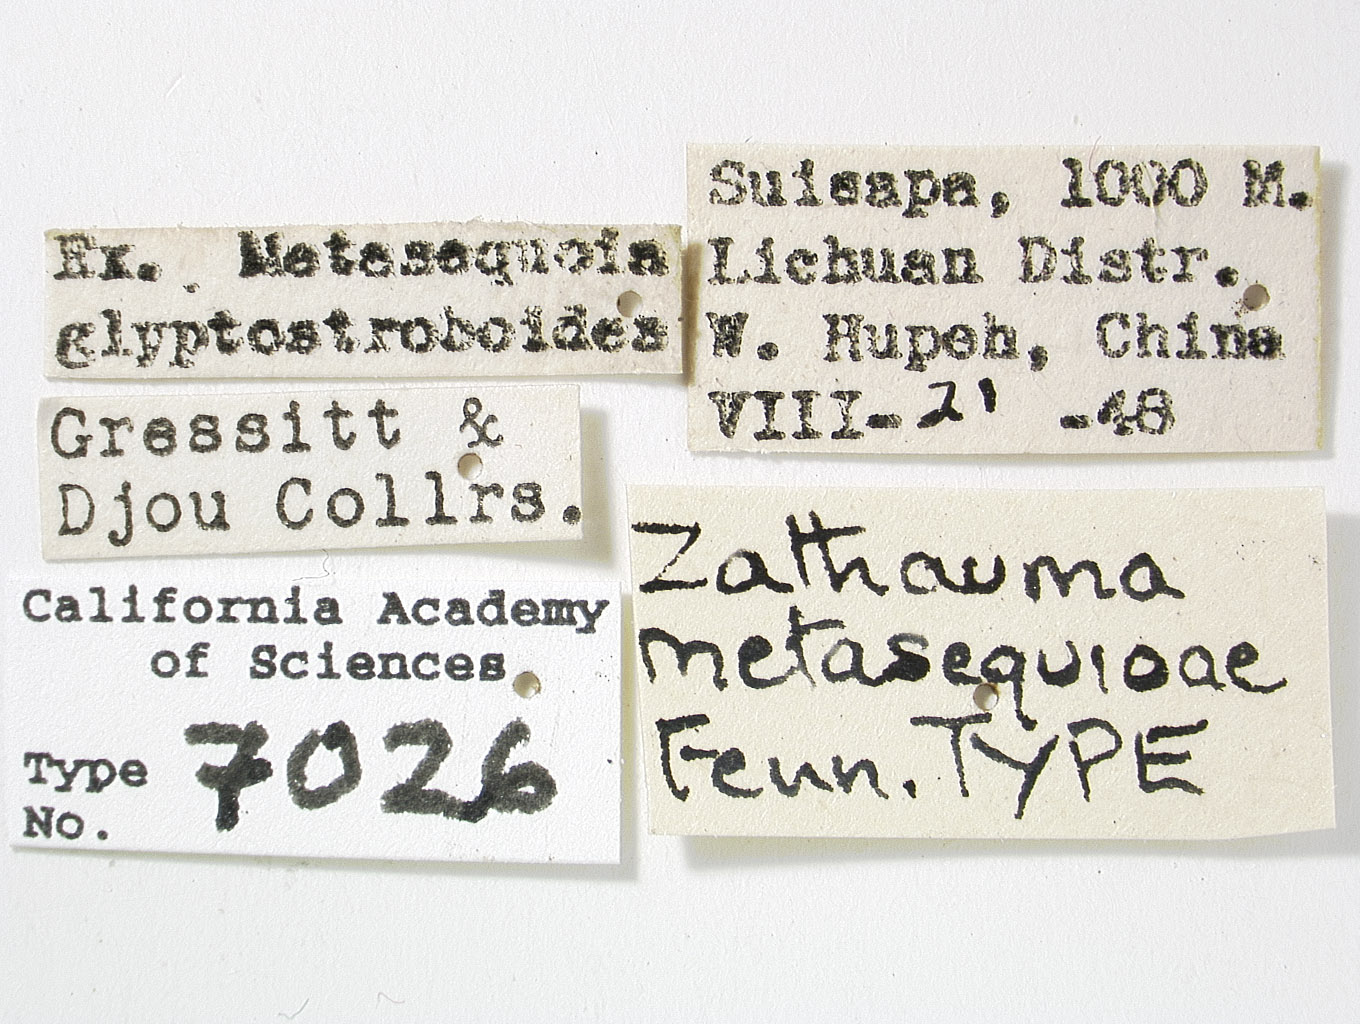 Ex. Metasequoia
glyptostroboides
Gressitt &
Djou Collrs.
California Academy
of Sciences
Type
No. 7026
Suisapa, 1000 M.
Lichuan Distr.
W. Hupeh, China
VIII-21-48
Zathauma
metasequioae
Fenn. TYPE